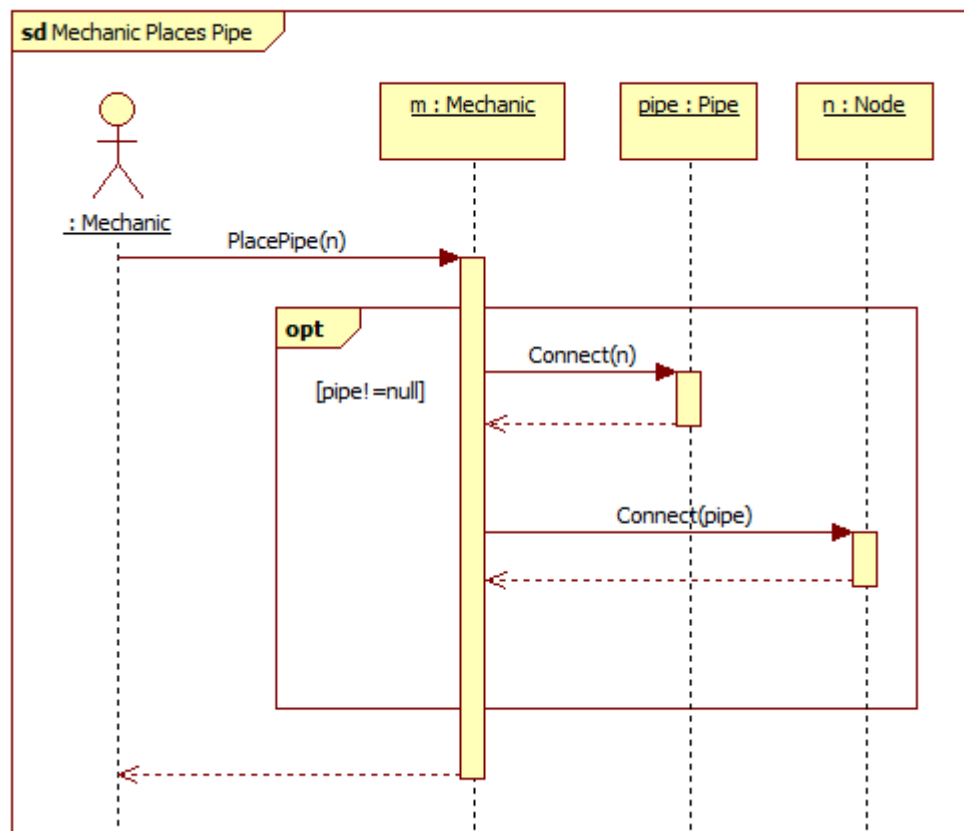 sd Mechanic Places Pipe
m : Mechanic
pipe : Pipe
n : Node
: Mechanic
PlacePipe(n)
opt
Connect(n)
[pipe!=null]
Connect(pipe)